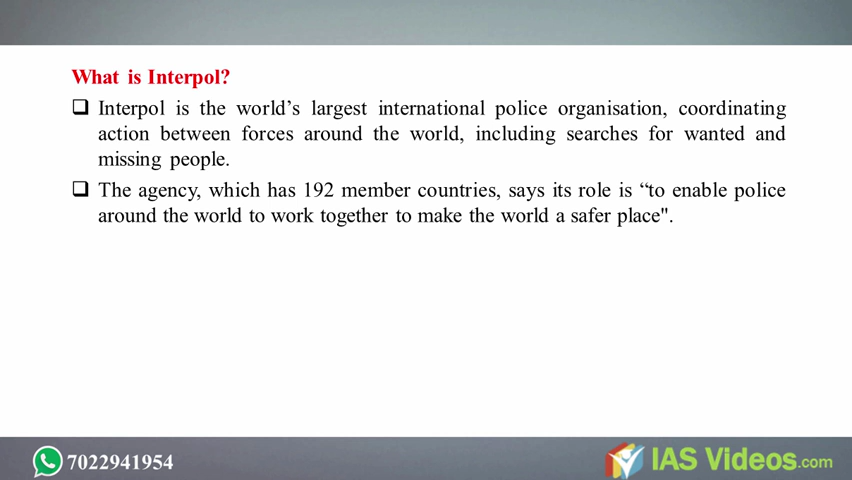 What is Interpol?
❑ Interpol is the world’s largest international police organisation, coordinating
action between forces around the world, including searches for wanted and
missing people.
❑ The agency, which has 192 member countries, says its role is “to enable police
around the world to work together to make the world a safer place".
7022941954
IAS Videos.com